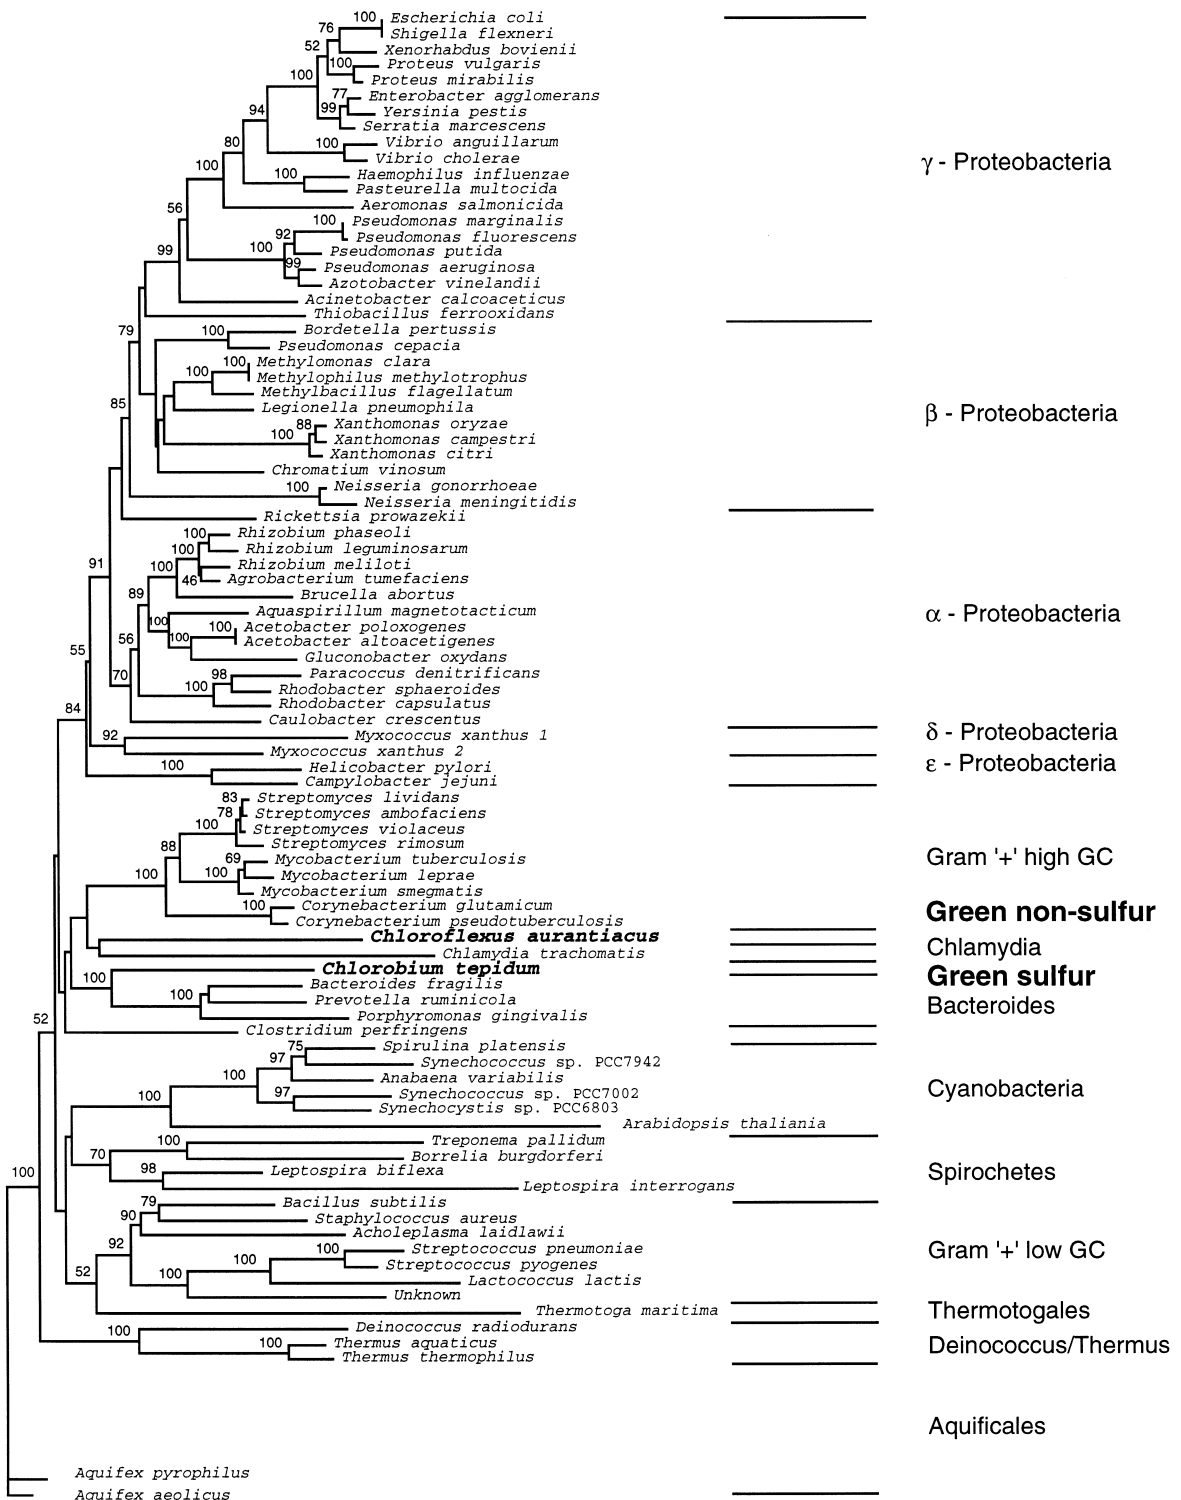 100 Escherichia coli
76 Shigella flexneri
52 Xenorhabdus bovienii
100 Proteus vulgaris
100 Proteus mirabilis
77 Enterobacter agglomerans
99 Yersinia pestis
94 Serratia marcescens
100 Vibrio anguillarum
80 Vibrio cholerae
γ - Proteobacteria
100 100 Haemophilus influenzae
Pasteurella multocida
56 Aeromonas salmonicida
100 Pseudomonas marginalis
92 Pseudomonas fluorescens
99 100 Pseudomonas putida
99 Pseudomonas aeruginosa
Azotobacter vinelandii
Acinetobacter calcoaceticus
Thiobacillus ferrooxidans
79 100 Bordetella pertussis
Pseudomonas cepacia
100 Methylomonas clara
100 Methylophilus methylotrophus
Methylbacillus flagellatum
85 Legionella pneumophila
β - Proteobacteria
88 Xanthomonas oryzae
100 Xanthomonas campestri
Xanthomonas citri
Chromatium vinosum
100 Neisseria gonorrhoeae
Neisseria meningitidis
Rickettsia prowazekii
100 Rhizobium phaseoli
100 Rhizobium leguminosarum
91 100 Rhizobium meliloti
46 Agrobacterium tumefaciens
89 Brucella abortus
Aquaspirillum magnetotacticum
α - Proteobacteria
100 100 Acetobacter poloxogenes
56 100 Acetobacter altoacetigenes
55 Gluconobacter oxydans
70 98 Paracoccus denitrificans
100 Rhodobacter sphaeroides
Rhodobacter capsulatus
84 Caulobacter crescentus
92 Myxococcus xanthus 1
δ - Proteobacteria
Myxococcus xanthus 2
ε - Proteobacteria
100 Helicobacter pylori
Campylobacter jejuni
83 Streptomyces lividans
78 Streptomyces ambofaciens
100 Streptomyces violaceus
88 Streptomyces rimosum
69 Mycobacterium tuberculosis
Gram '+' high GC
100 100 Mycobacterium leprae
Mycobacterium smegmatis
100 Corynebacterium glutamicum
Green non-sulfur
Corynebacterium pseudotuberculosis
Chloroflexus aurantiacus
Chlamydia
Chlamydia trachomatis
Chlorobium tepidum
Green sulfur
100 Bacteroides fragilis
100 Prevotella ruminicola
Bacteroides
52 Porphyromonas gingivalis
Clostridium perfringens
75 Spirulina platensis
97 Synechococcus sp. PCC7942
100 Anabaena variabilis
Cyanobacteria
100 97 Synechococcus sp. PCC7002
Synechocystis sp. PCC6803
Arabidopsis thaliania
100 Treponema pallidum
70 Borrelia burgdorferi
100 98 Leptospira biflexa
Spirochetes
Leptospira interrogans
79 Bacillus subtilis
90 Staphylococcus aureus
Acholeplasma laidlawii
92 100 Streptococcus pneumoniae
Gram '+' low GC
100 Streptococcus pyogenes
52 100 Lactococcus lactis
Unknown
Thermotoga maritima
Thermotogales
100 Deinococcus radiodurans
100 Thermus aquaticus
Deinococcus/Thermus
Thermus thermophilus
Aquificales
Aquifex pyrophilus
Aquifex aeolicus